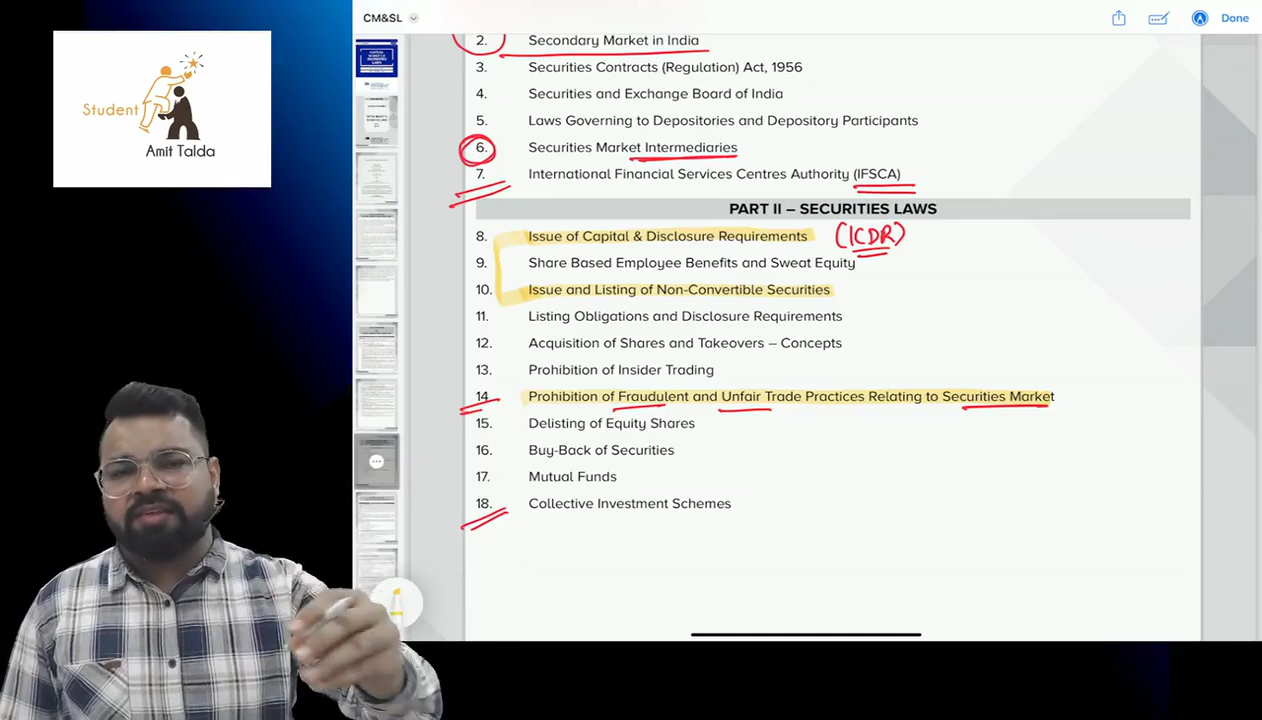 Student
Amit Talda
CM&SL
Done
2. Secondary Market in India
3. Securities Contracts (Regulation) Act, 1956
4. Securities and Exchange Board of India
5. Laws Governing to Depositories and Depository Participants
6. Securities Market Intermediaries
7. International Financial Services Centres Authority (IFSCA)
PART II – SECURITIES LAWS
8. Issue of Capital & Disclosure Requirements (ICDR)
9. Share Based Employee Benefits and Sweat Equity
10. Issue and Listing of Non-Convertible Securities
11. Listing Obligations and Disclosure Requirements
12. Acquisition of Shares and Takeovers – Concepts
13. Prohibition of Insider Trading
14. Prohibition of Fraudulent and Unfair Trade Practices Relating to Securities Market
15. Delisting of Equity Shares
16. Buy-Back of Securities
17. Mutual Funds
18. Collective Investment Schemes